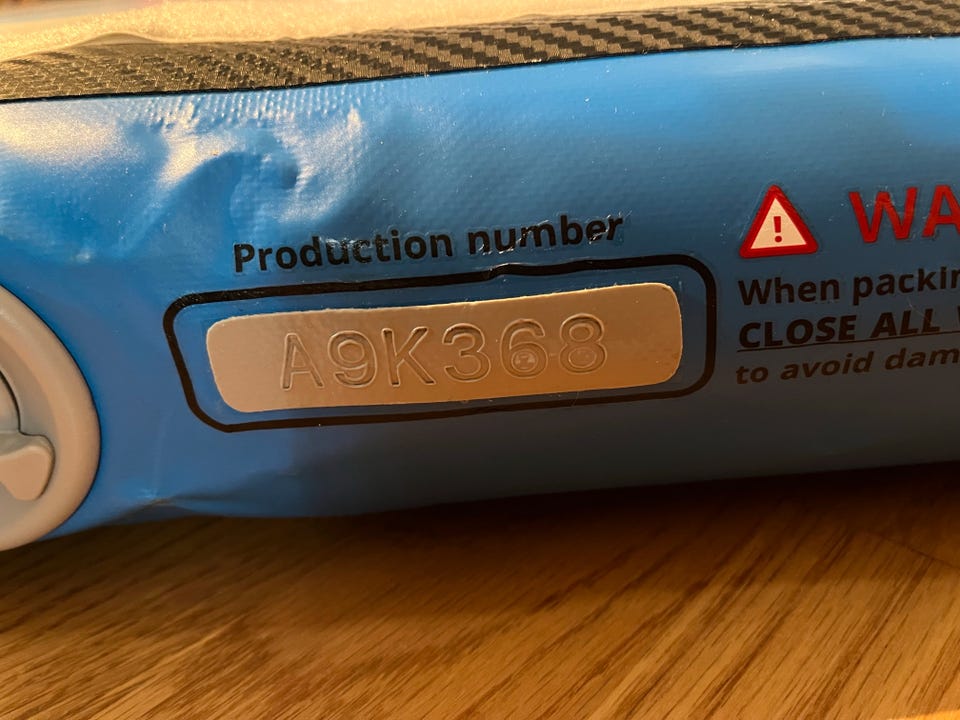 Production number
A9K368
WA
When packin
CLOSE ALL
to avoid dam